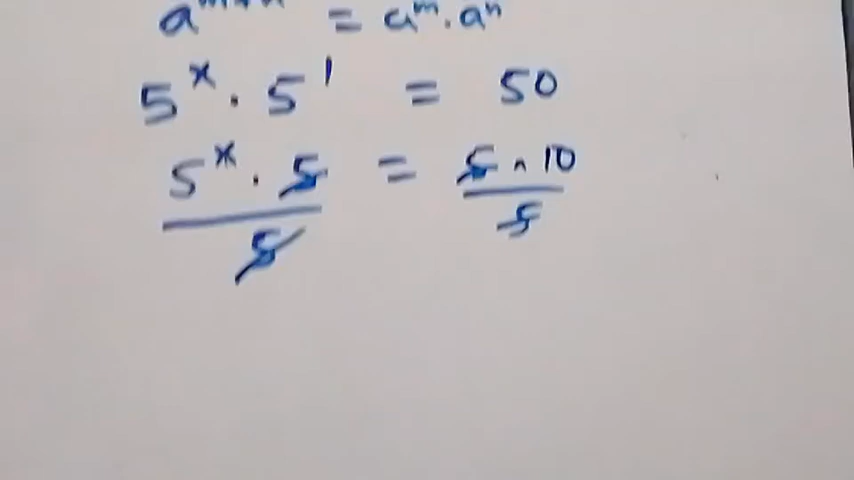 a^m+n = a^m . a^n
5^x . 5^1 = 50
5^x . 5 / 5 = 5 × 10 / 5